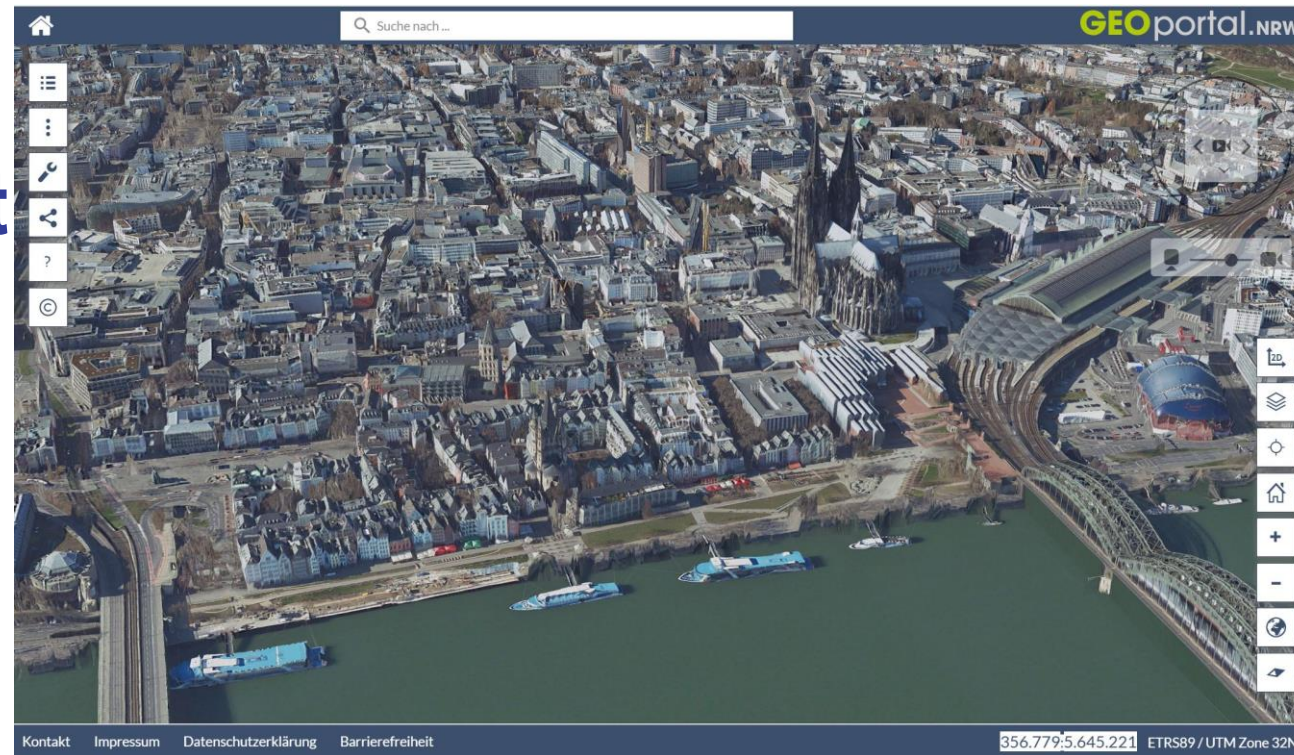 Suche nach ...
GEOportal.NRW
t
?
©
2D
+
-
Kontakt Impressum Datenschutzerklärung Barrierefreiheit
356.779:5.645.221 ETRS89 / UTM Zone 32N